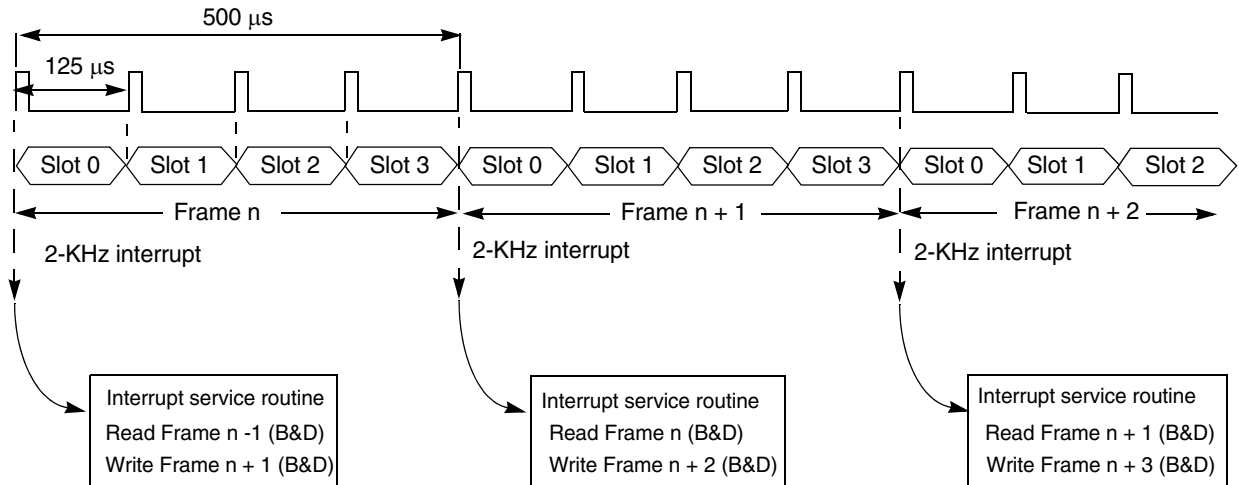 500 μs
125 μs
Slot 0 Slot 1 Slot 2 Slot 3 Slot 0 Slot 1 Slot 2 Slot 3 Slot 0 Slot 1 Slot 2
Frame n Frame n + 1 Frame n + 2
2-KHz interrupt 2-KHz interrupt 2-KHz interrupt
Interrupt service routine
Read Frame n -1 (B&D)
Write Frame n + 1 (B&D)
Interrupt service routine
Read Frame n (B&D)
Write Frame n + 2 (B&D)
Interrupt service routine
Read Frame n + 1 (B&D)
Write Frame n + 3 (B&D)